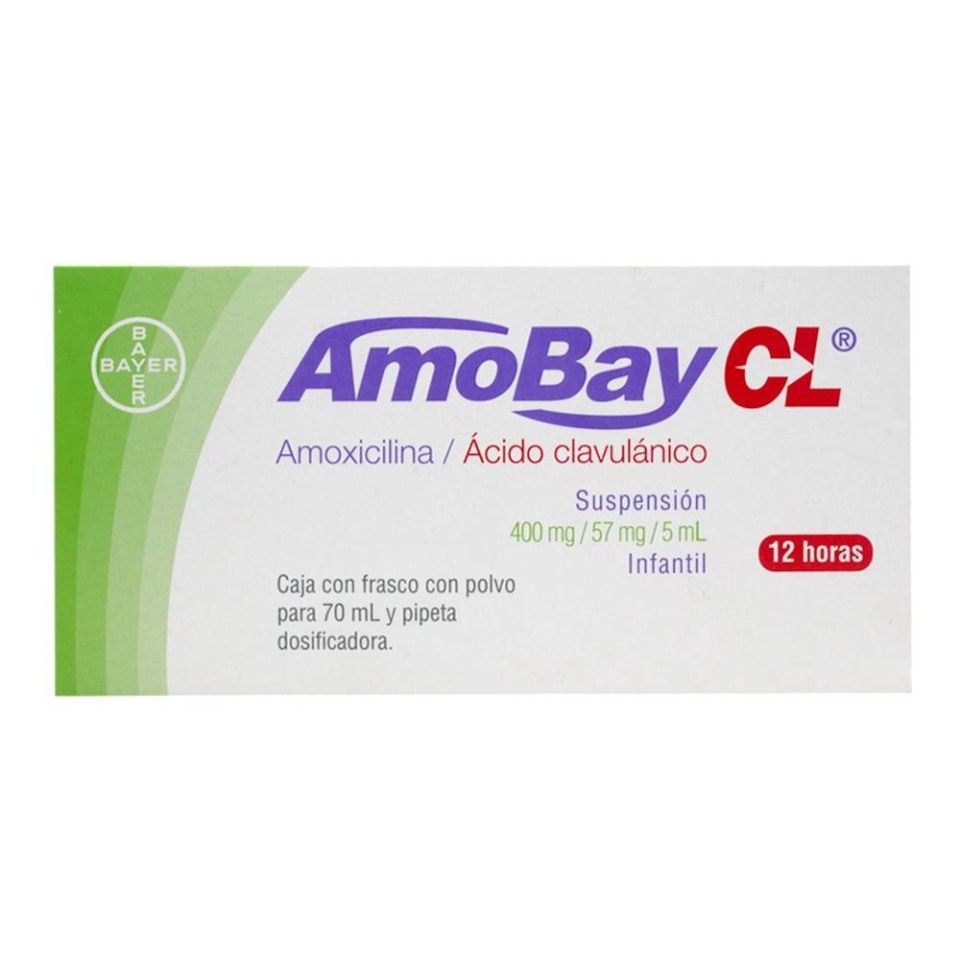 BAYER
BAYER
AmoBay CL®
Amoxicilina / Ácido clavulánico
Suspensión
400 mg / 57 mg / 5 mL
Infantil
12 horas
Caja con frasco con polvo
para 70 mL y pipeta
dosificadora.